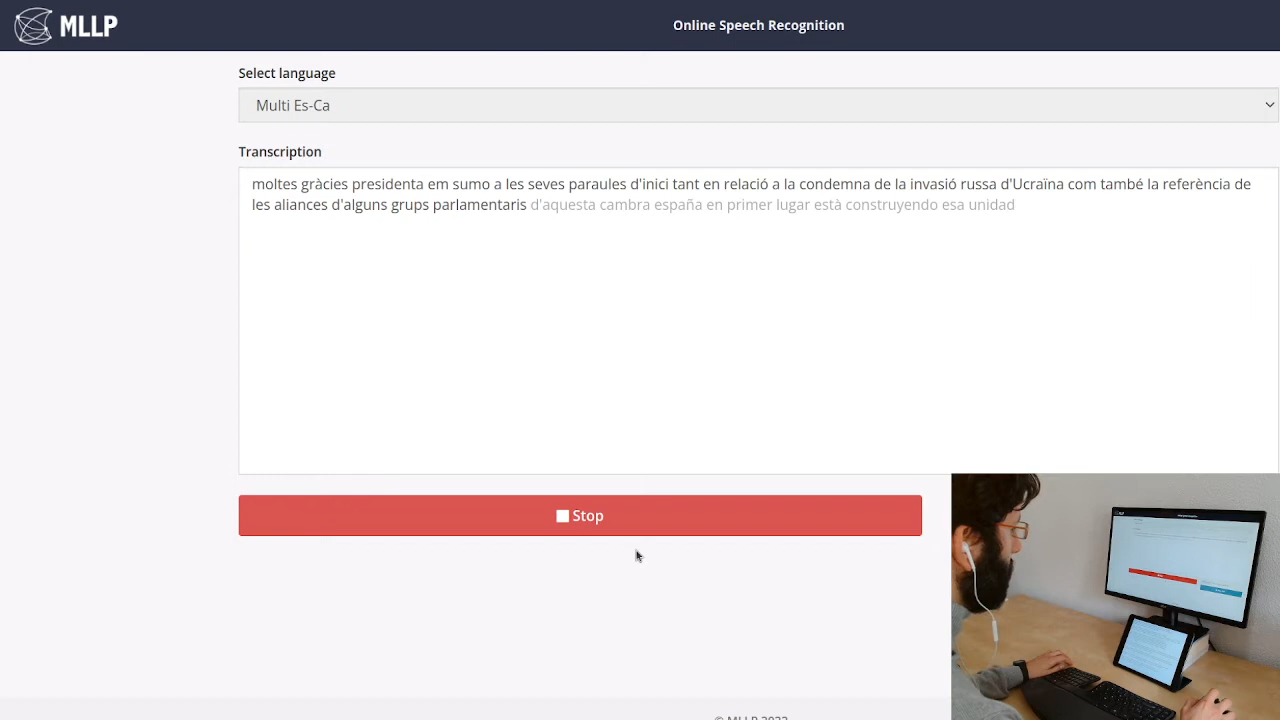 MLLP
Online Speech Recognition
Select language
Multi Es-Ca
Transcription
moltes gràcies presidenta em sumo a les seves paraules d'inici tant en relació a la condemna de la invasió russa d'Ucraïna com també la referència de
les aliances d'alguns grups parlamentaris d'aquesta cambra españa en primer lugar està construyendo esa unidad
Stop